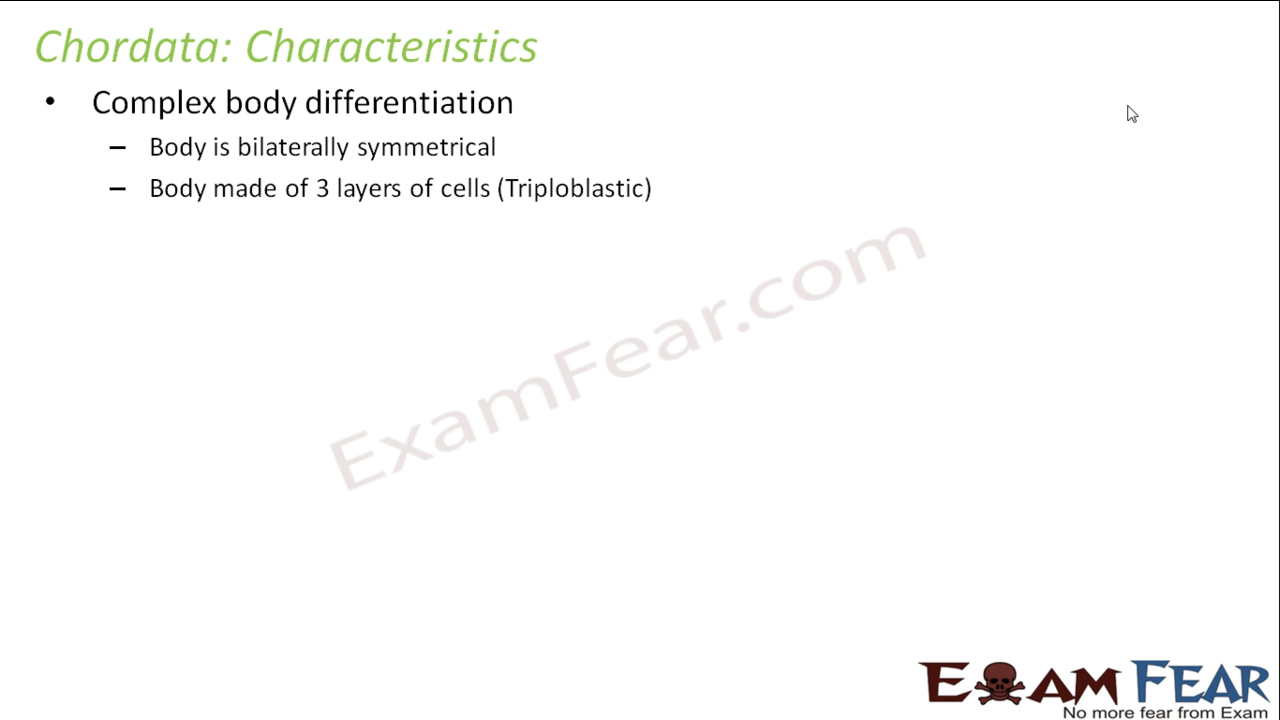 Chordata: Characteristics
• Complex body differentiation
– Body is bilaterally symmetrical
– Body made of 3 layers of cells (Triploblastic)
ExamFear.com
EXAM FEAR
No more fear from Exam